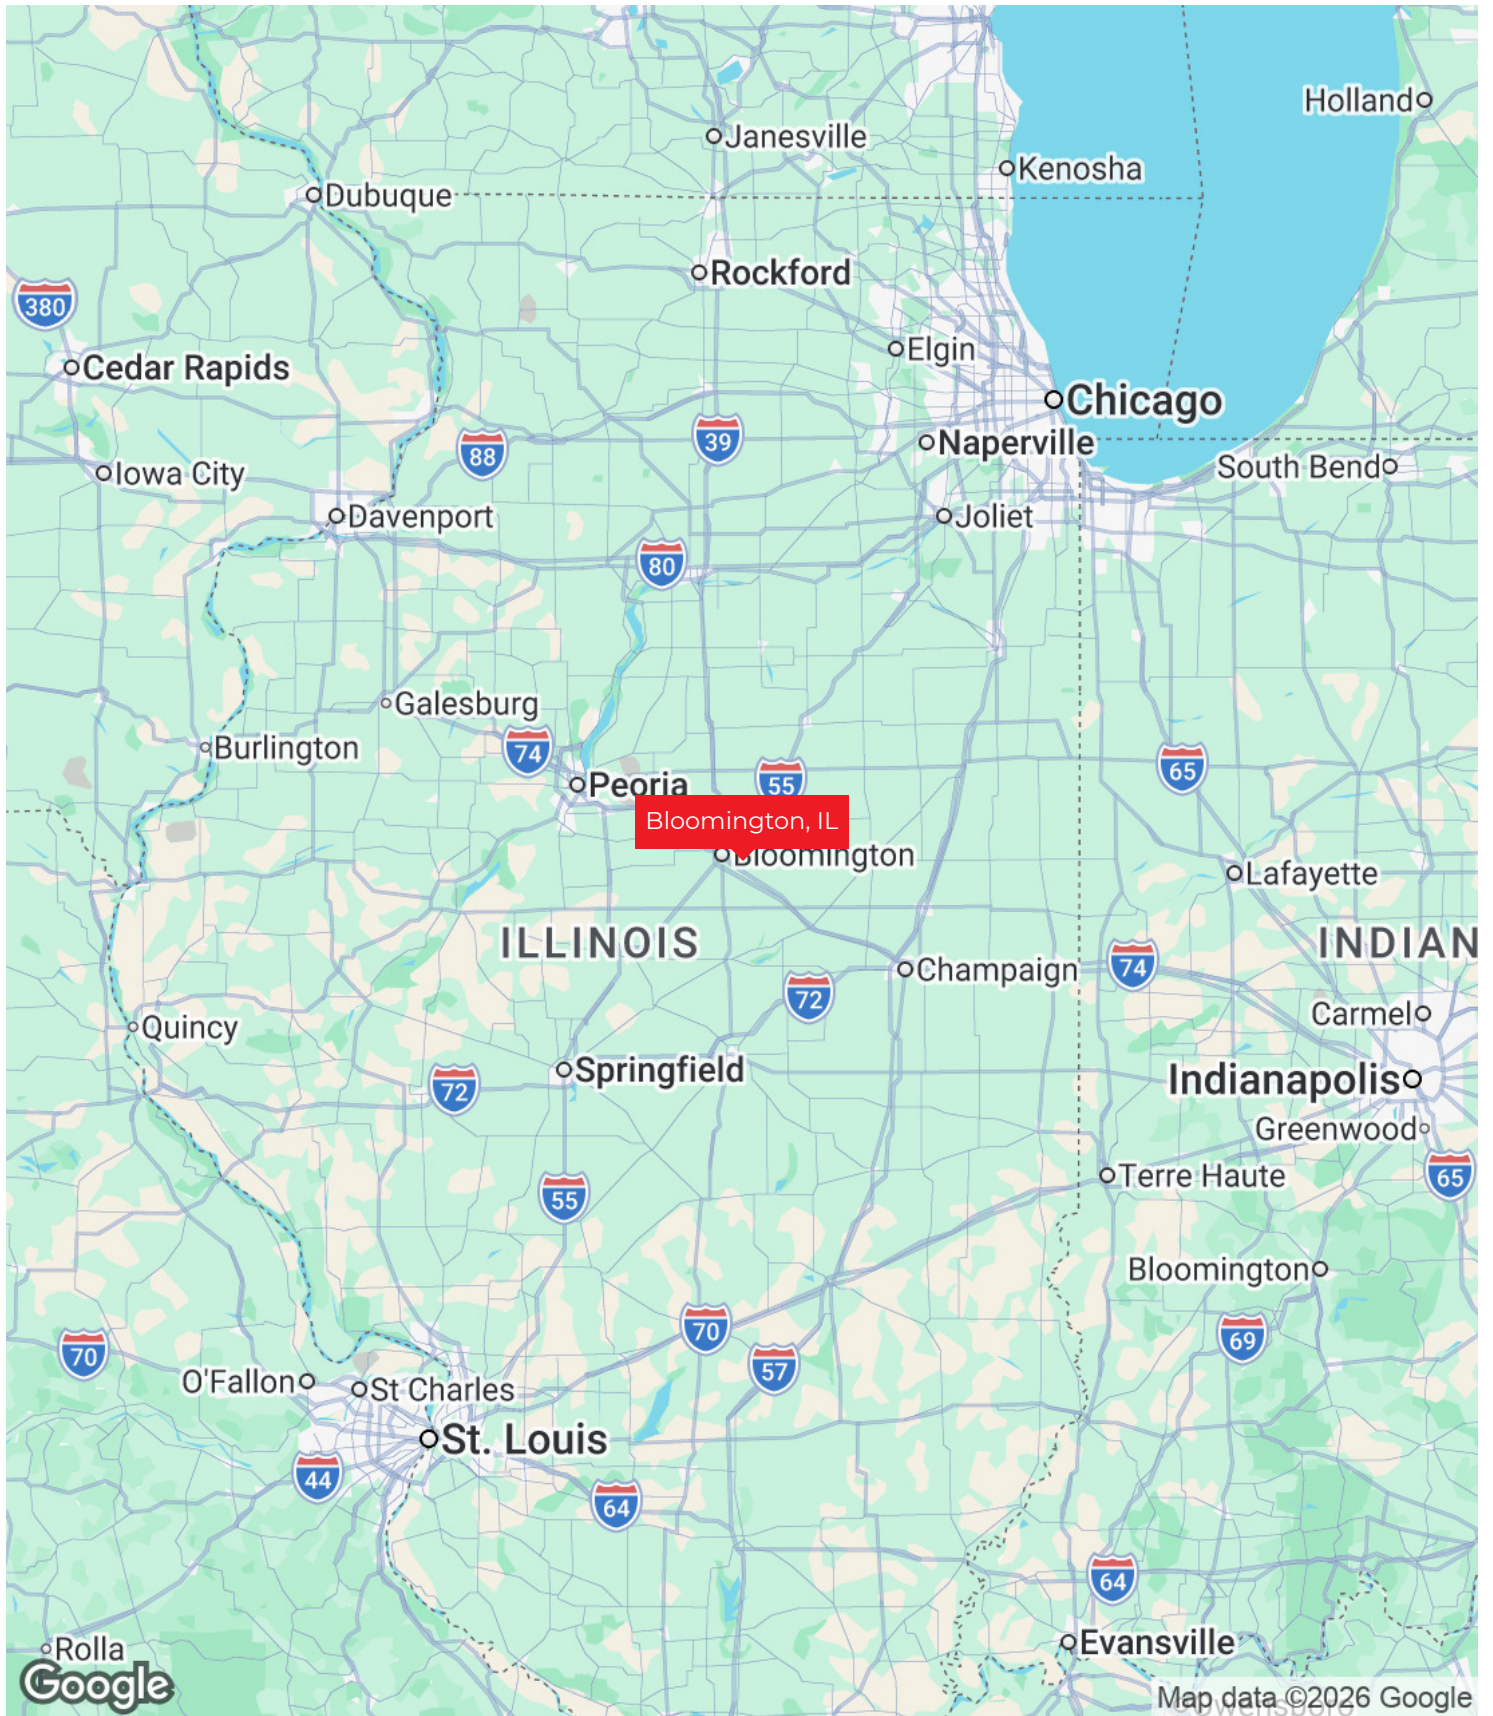 Holland
Janesville
Kenosha
Dubuque
Rockford
380
Elgin
Cedar Rapids
Chicago
39
Naperville
88
South Bend
Iowa City
Davenport
Joliet
80
Galesburg
Burlington
74
65
55
Peoria
Bloomington, IL
Bloomington
Lafayette
ILLINOIS
INDIAN
74
Champaign
72
Carmel
Quincy
Springfield
Indianapolis
72
Greenwood
Terre Haute
65
55
Bloomington
70
69
70
57
O'Fallon
St Charles
St. Louis
44
64
64
Evansville
Rolla
Google
Map data ©2026 Google
Owensboro